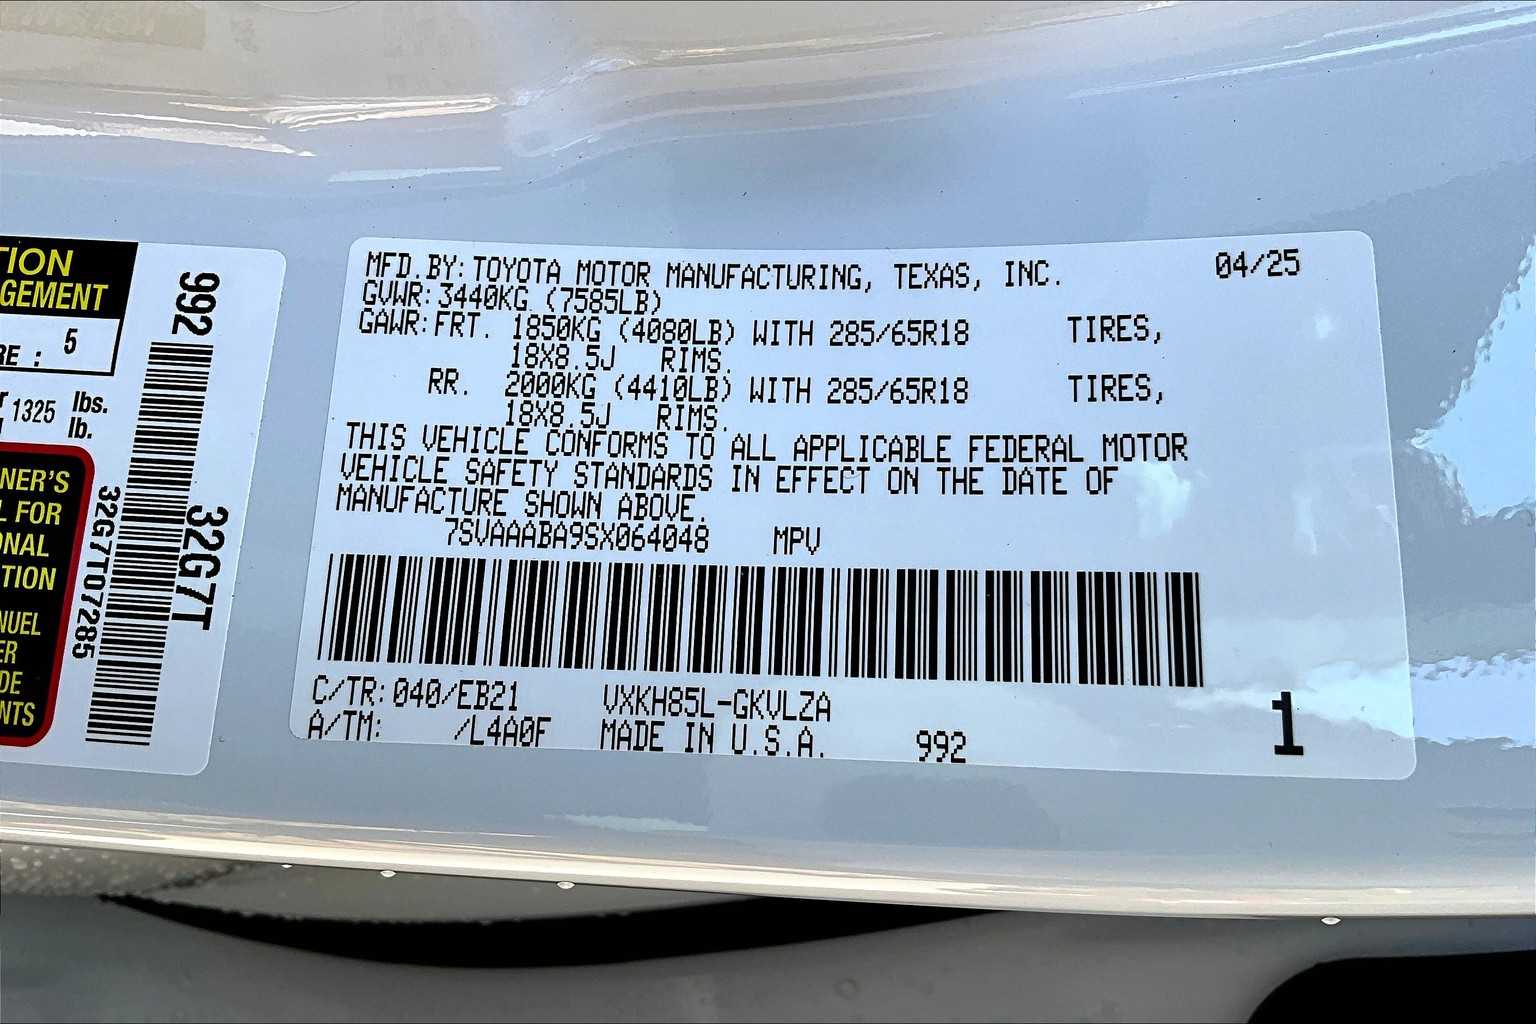 TION
GEMENT
RE : 5
1325 lbs.
lb.
NER'S
L FOR
ONAL
TION
NUEL
ER
DE
NTS
992
32G7T
32G7T07285
MFD.BY:TOYOTA MOTOR MANUFACTURING, TEXAS, INC. 04/25
GVWR:3440KG (7585LB)
GAWR:FRT. 1850KG (4080LB) WITH 285/65R18 TIRES,
18X8.5J RIMS.
RR. 2000KG (4410LB) WITH 285/65R18 TIRES,
18X8.5J RIMS.
THIS VEHICLE CONFORMS TO ALL APPLICABLE FEDERAL MOTOR
VEHICLE SAFETY STANDARDS IN EFFECT ON THE DATE OF
MANUFACTURE SHOWN ABOVE.
7SVAAABA9SX064048 MPV
C/TR:040/EB21 VXKH85L-GKVLZA
A/TM: /L4A0F MADE IN U.S.A. 992 1